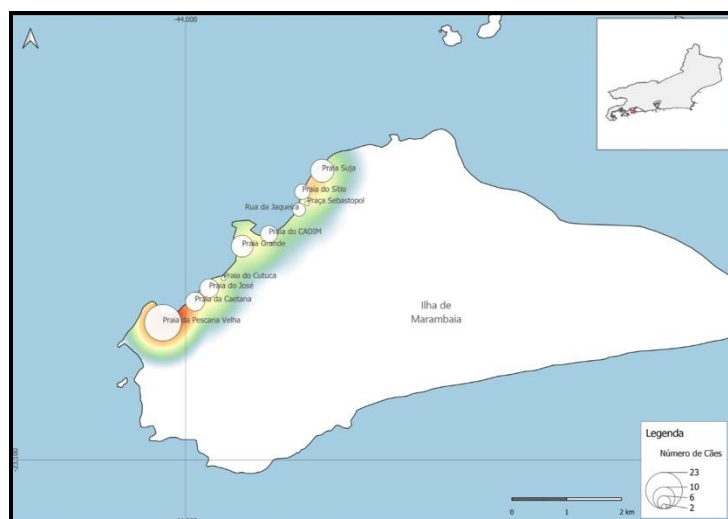 -44,000
Praia Suja
Praia do Sítio
Praça Sebastopol
Rua da Jaqueira
Praia do CADIM
Praia Grande
Praia do Cutuca
Praia do José
Praia da Caetana
Praia da Pescaria Velha
Ilha de
Marambaia
-23,100
Legenda
Número de Cães
23
10
6
2
0 1 2 km